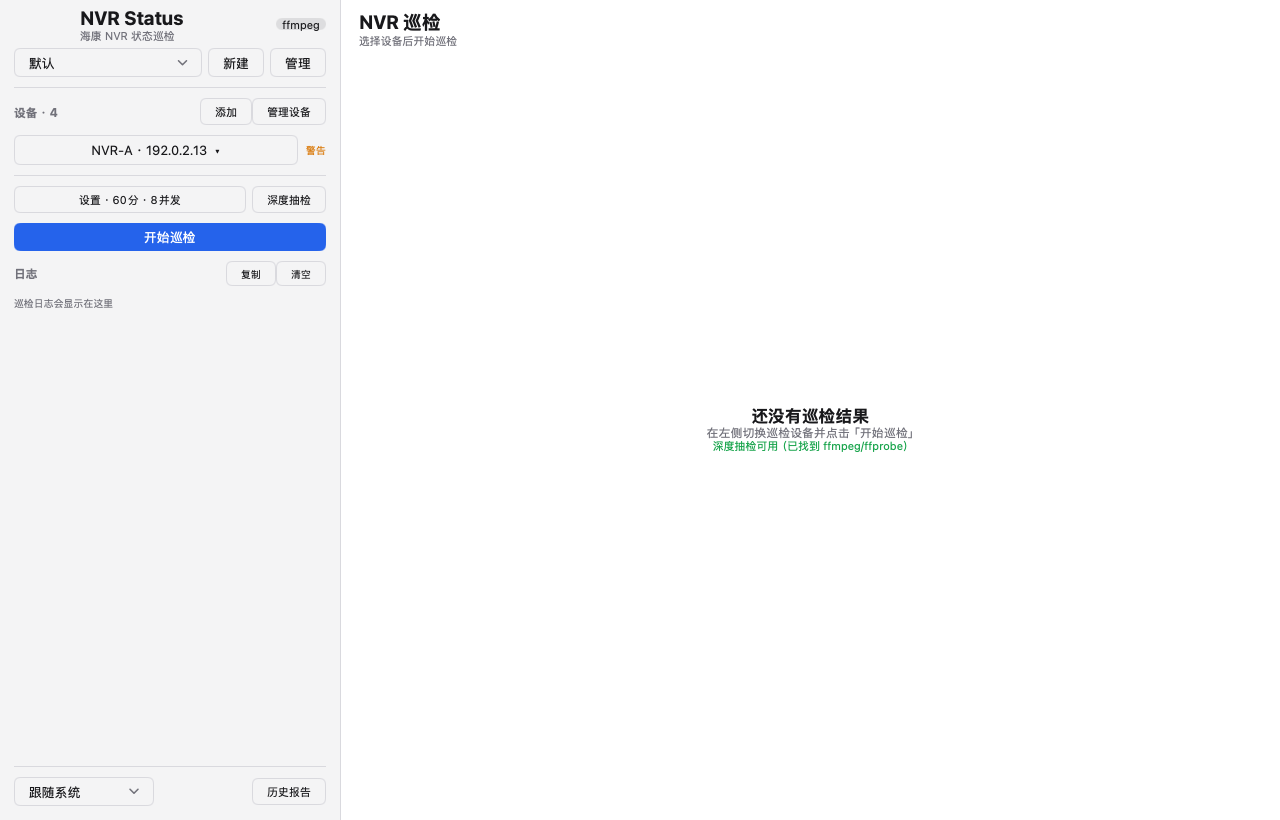 NVR Status
海康 NVR 状态巡检
ffmpeg
默认
新建
管理
设备 · 4
添加
管理设备
NVR-A · 192.0.2.13 ▾
警告
设置 · 60分 · 8并发
深度抽检
开始巡检
日志
复制
清空
巡检日志会显示在这里
跟随系统
历史报告
NVR 巡检
选择设备后开始巡检
还没有巡检结果
在左侧切换巡检设备并点击「开始巡检」
深度抽检可用（已找到 ffmpeg/ffprobe）